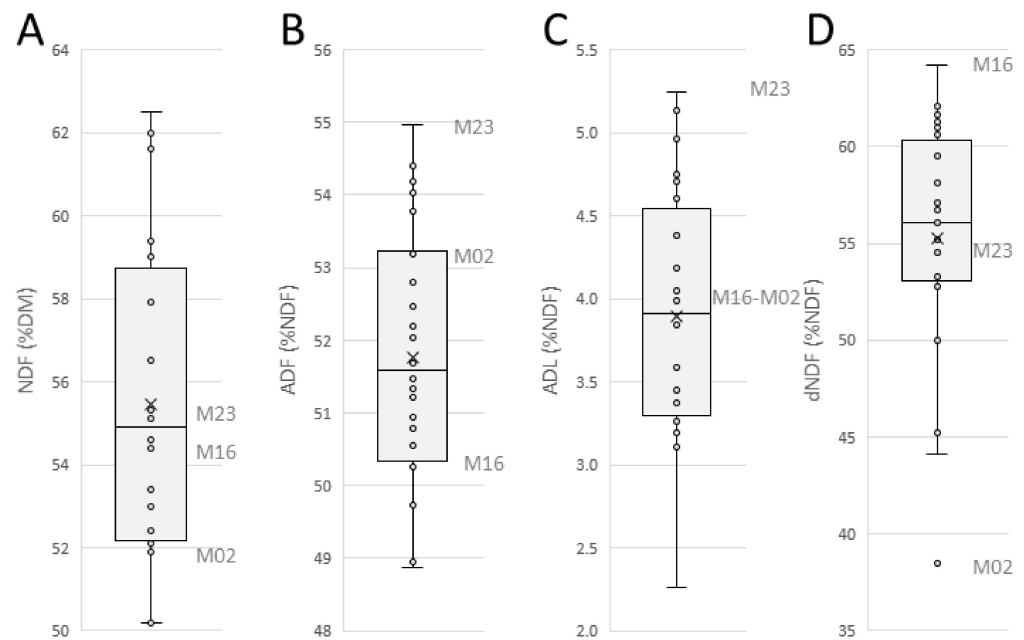 A
NDF (%DM)
64
62
60
58
56
54
52
50
M23
M16
M02
B
ADF (%NDF)
56
55
54
53
52
51
50
49
48
M23
M02
M16
C
ADL (%NDF)
5.5
5.0
4.5
4.0
3.5
3.0
2.5
2.0
M23
M16-M02
D
dNDF (%NDF)
65
60
55
50
45
40
35
M16
M23
M02